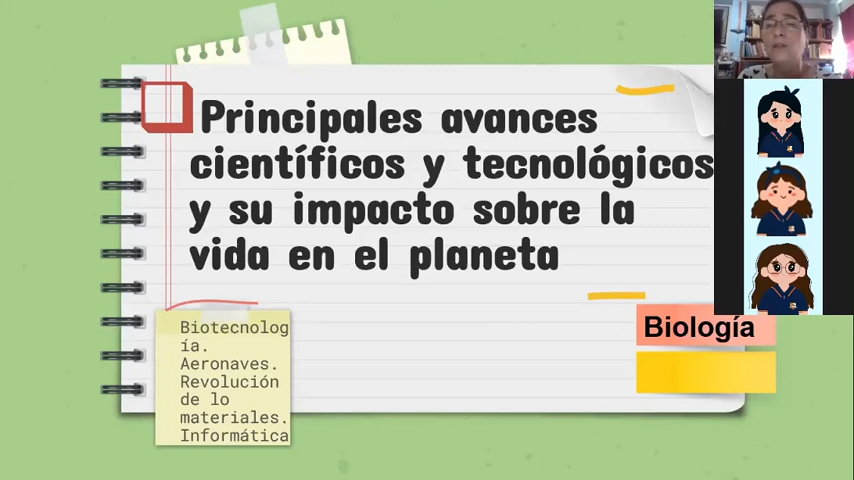 Principales avances
científicos y tecnológicos
y su impacto sobre la
vida en el planeta
Biotecnolog
ía.
Aeronaves.
Revolución
de lo
materiales.
Informática
Biología